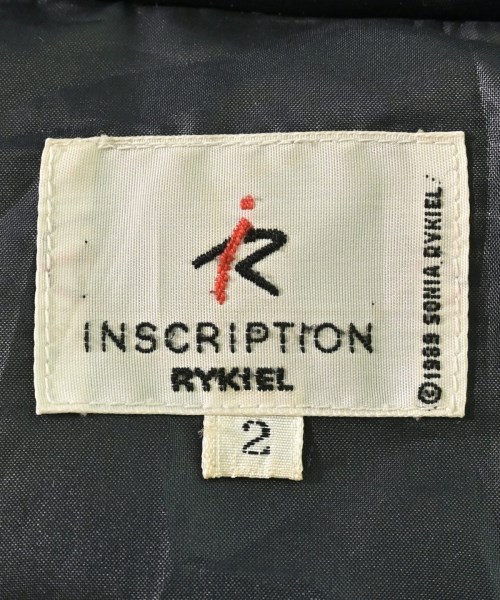 iR
INSCRIPTION
RYKIEL
©1989 SONIA RYKIEL
2